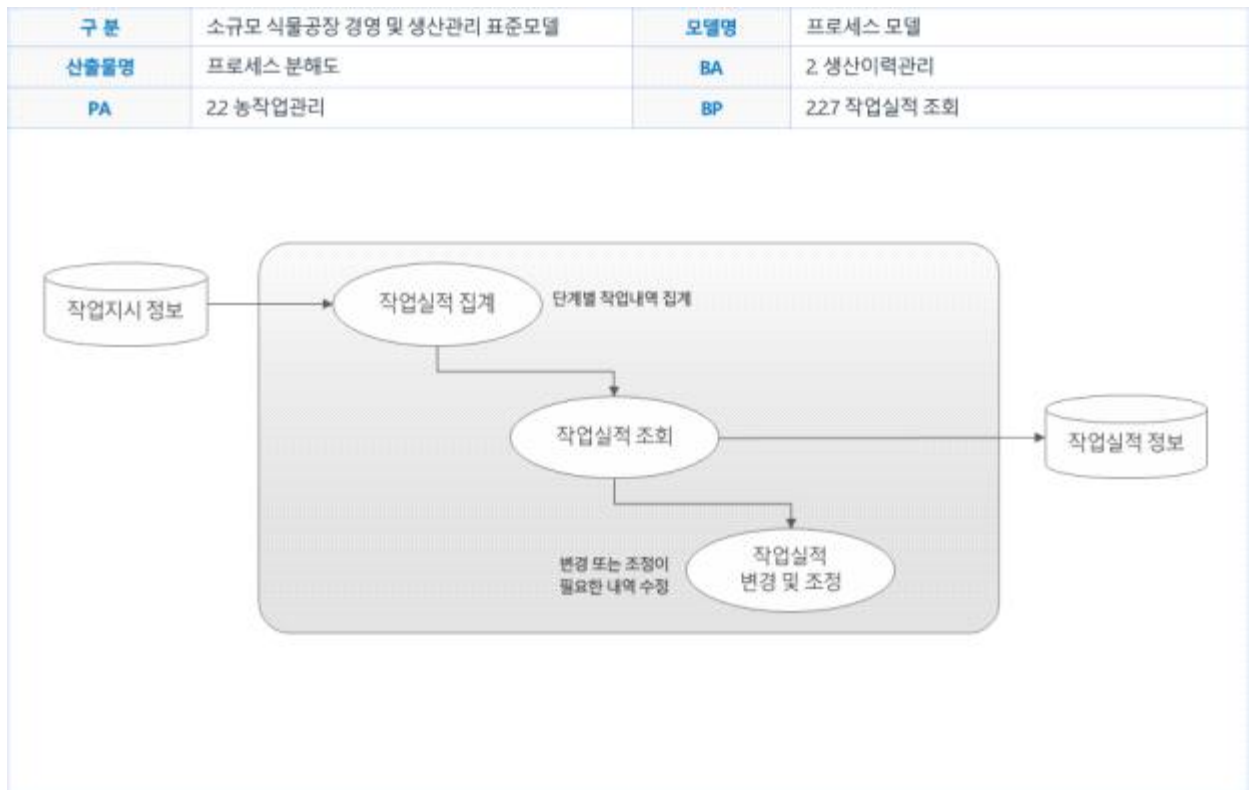 구 분 소규모 식물공장 경영 및 생산관리 표준모델 모델명 프로세스 모델
산출물명 프로세스 분해도 BA 2. 생산이력관리
PA 2.2 농작업관리 BP 2.2.7 작업실적 조회
작업지시 정보
작업실적 집계
단계별 작업내역 집계
작업실적 조회
작업실적 정보
변경 또는 조정이
필요한 내역 수정
작업실적
변경 및 조정